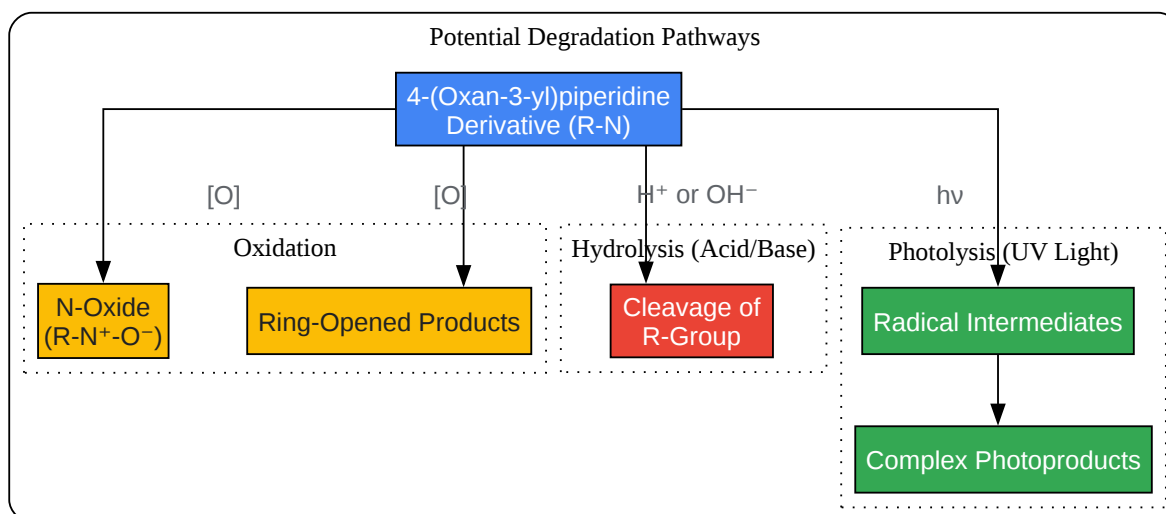 Potential Degradation Pathways
4-(Oxan-3-yl)piperidine
Derivative (R-N)
[O]
[O]
H⁺ or OH⁻
hν
Oxidation
Hydrolysis (Acid/Base)
Photolysis (UV Light)
N-Oxide
(R-N⁺-O⁻)
Ring-Opened Products
Cleavage of
R-Group
Radical Intermediates
Complex Photoproducts